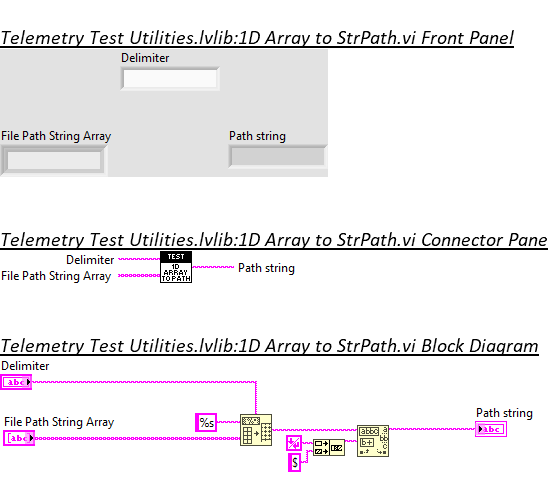 Telemetry Test Utilities.lvlib:1D Array to StrPath.vi Front Panel
Delimiter
File Path String Array
Path string
Telemetry Test Utilities.lvlib:1D Array to StrPath.vi Connector Pane
Delimiter
File Path String Array
TEST
1D
ARRAY
TO PATH
Path string
Telemetry Test Utilities.lvlib:1D Array to StrPath.vi Block Diagram
Delimiter
abc
File Path String Array
abc
%s
$
Path string
abc